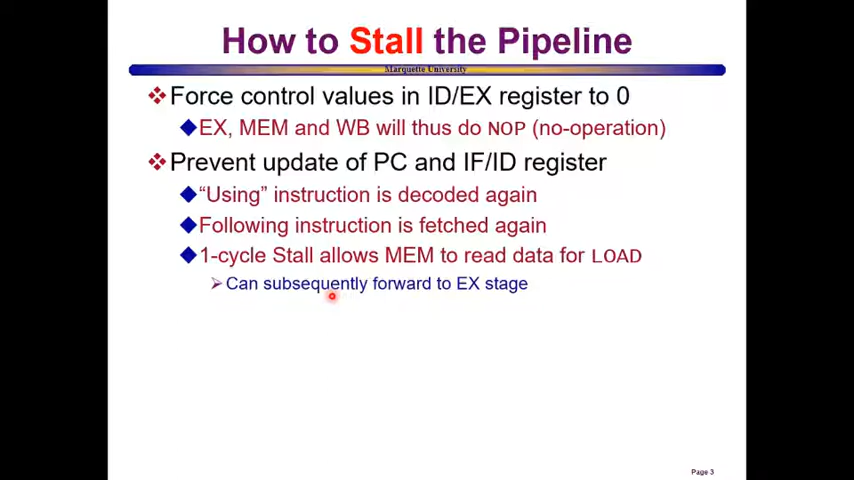 How to Stall the Pipeline
Marquette University
Force control values in ID/EX register to 0
EX, MEM and WB will thus do NOP (no-operation)
Prevent update of PC and IF/ID register
“Using” instruction is decoded again
Following instruction is fetched again
1-cycle Stall allows MEM to read data for LOAD
Can subsequently forward to EX stage
Page 3